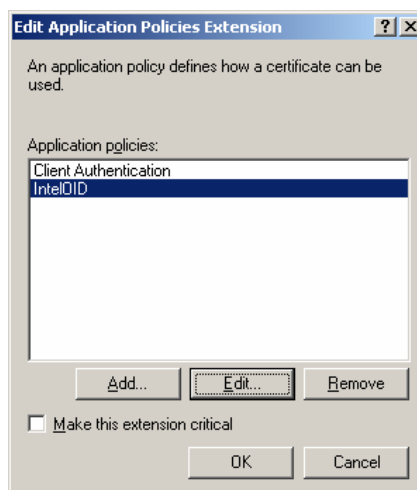 Edit Application Policies Extension
An application policy defines how a certificate can be
used.
Application policies:
Client Authentication
IntelOID
Add...
Edit...
Remove
Make this extension critical
OK
Cancel